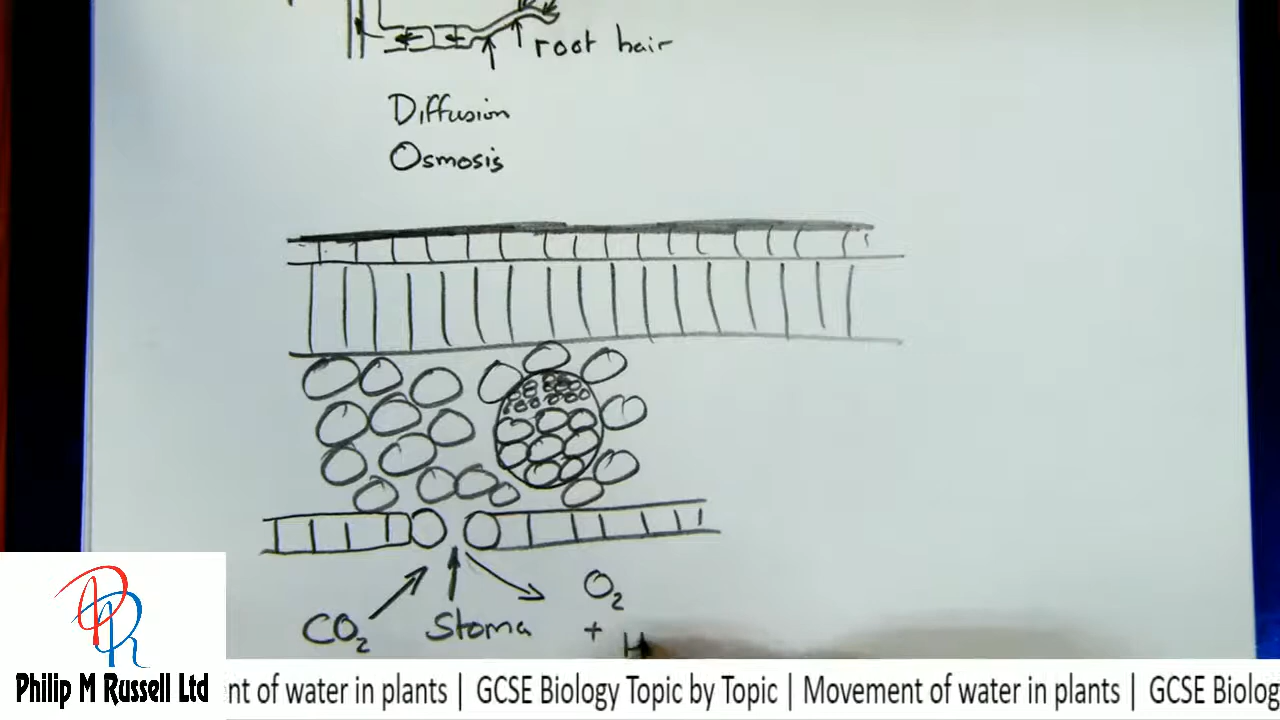 root hair
Diffusion
Osmosis
CO₂
Stoma
O₂
+ H
Philip M Russell Ltd
nt of water in plants | GCSE Biology Topic by Topic | Movement of water in plants | GCSE Biolog